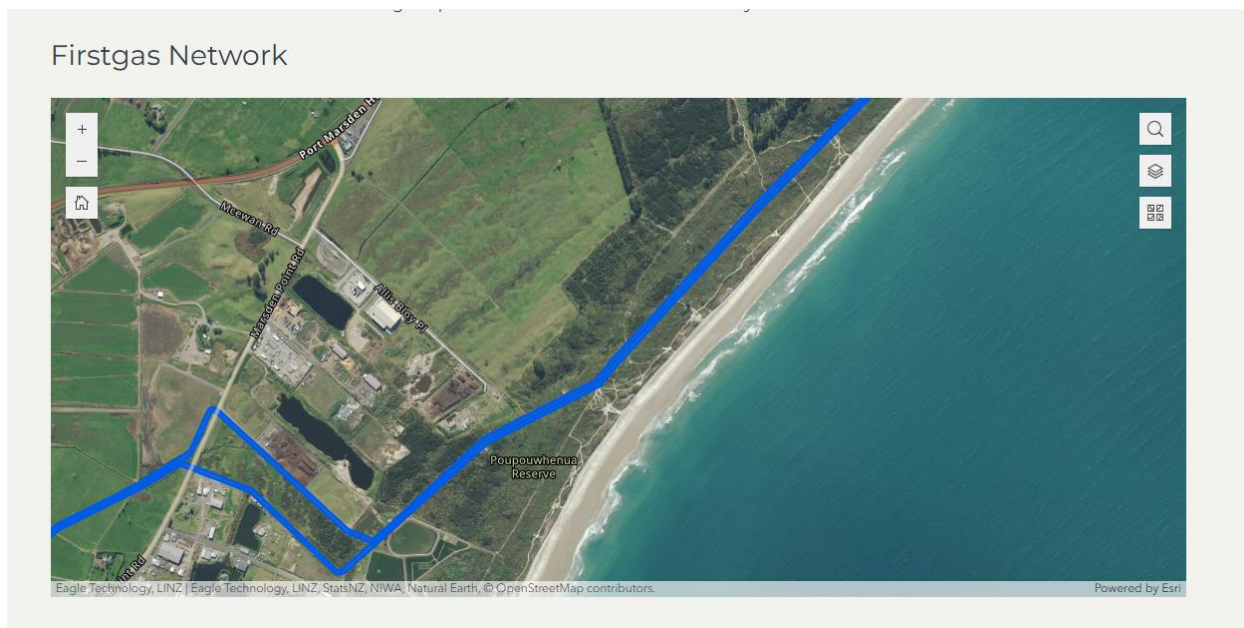 Firstgas Network
+
Port Marsden H
−
Mcewan Rd
Marsden Point Rd
Allis Bloy Pl
Poupouwhenua
Reserve
Eagle Technology, LINZ | Eagle Technology, LINZ, StatsNZ, NIWA, Natural Earth, © OpenStreetMap contributors.
Powered by Esri